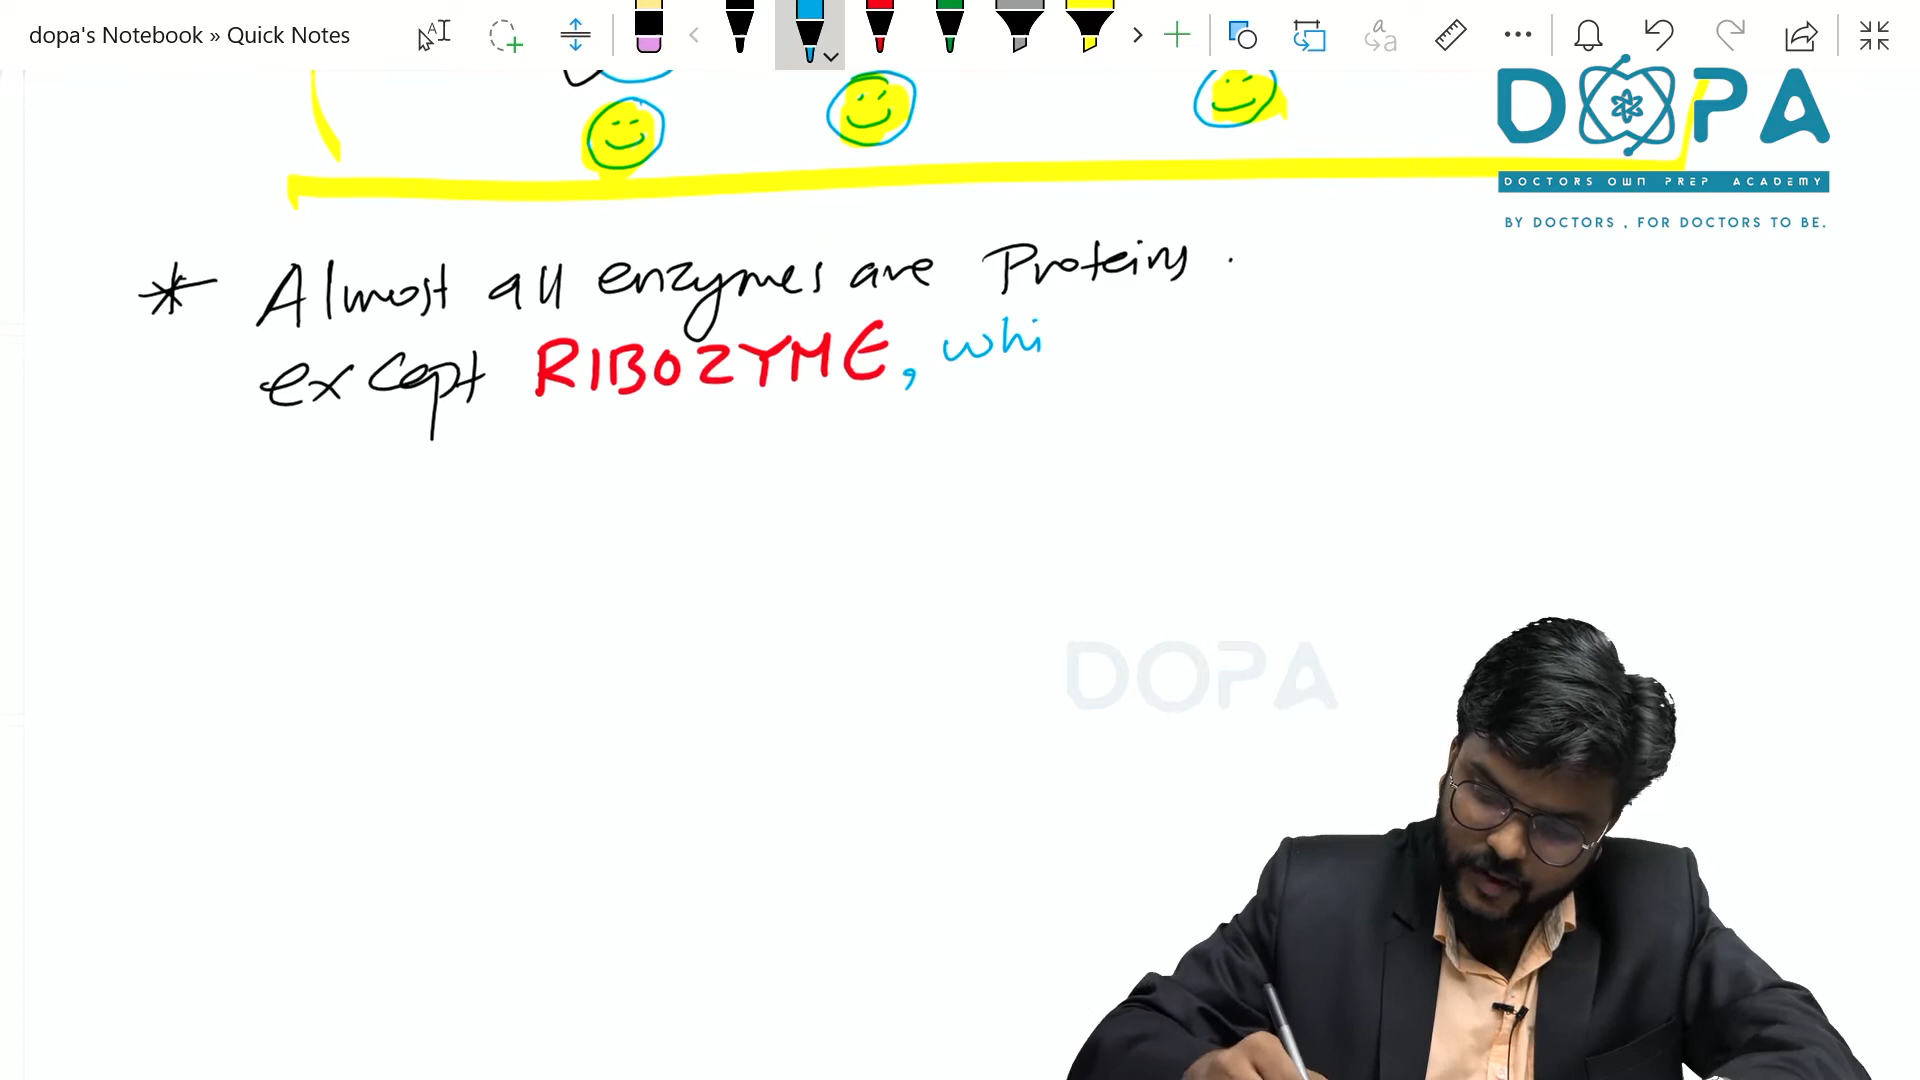 dopa's Notebook » Quick Notes
DOPA
DOCTORS OWN PREP ACADEMY
BY DOCTORS , FOR DOCTORS TO BE.
* Almost all enzymes are Proteins.
except RIBOZYME, whi
DOPA